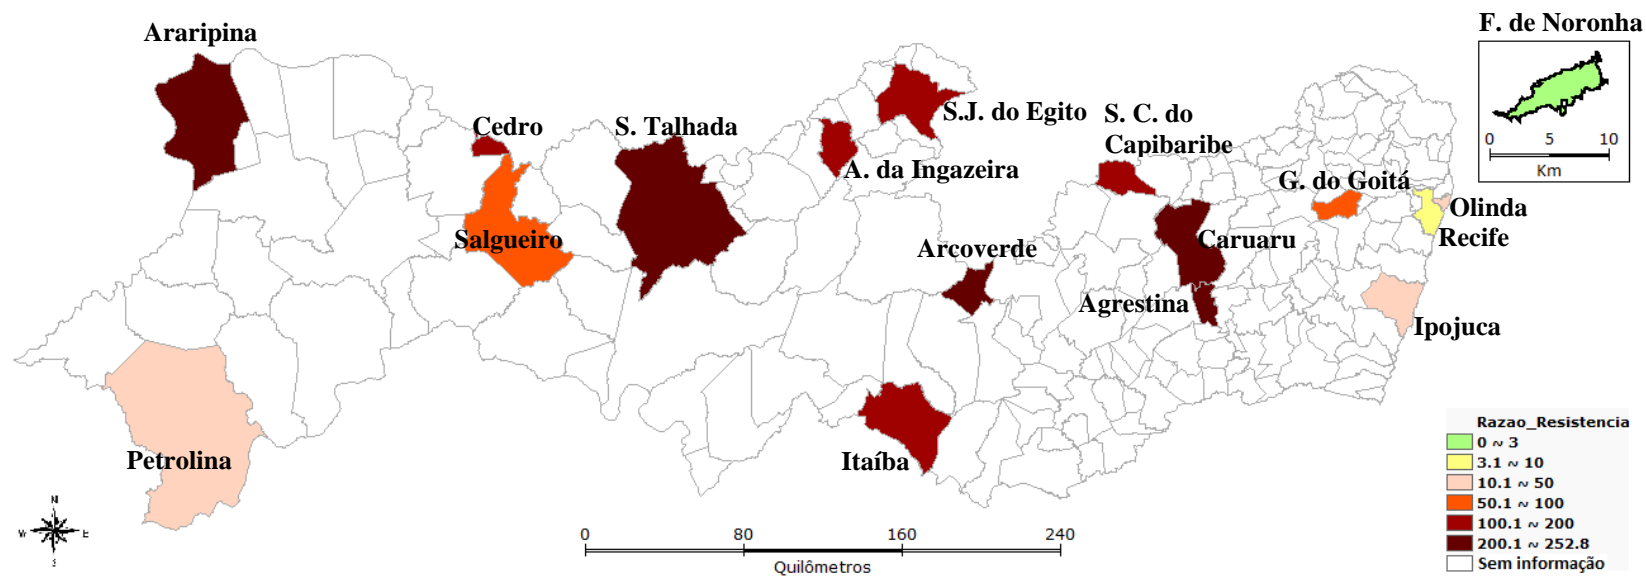 F. de Noronha
Araripina
0 5 10
Km
Cedro
S. Talhada
S.J. do Egito
S. C. do
Capibaribe
A. da Ingazeira
G. do Goitá
Olinda
Recife
Salgueiro
Arcoverde
Caruaru
Agrestina
Ipojuca
Petrolina
Itaíba
Razao_Resistencia
0 ~ 3
3.1 ~ 10
10.1 ~ 50
50.1 ~ 100
100.1 ~ 200
200.1 ~ 252.8
Sem informação
N
W E
S
0 80 160 240
Quilômetros